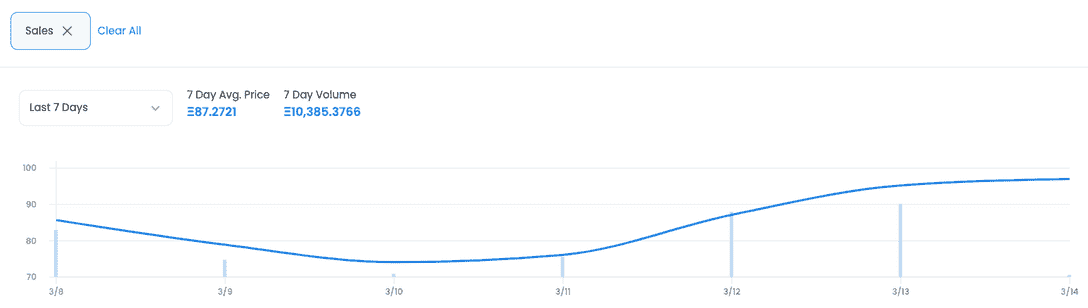 Sales Clear All
7 Day Avg. Price 7 Day Volume
Last 7 Days
Ξ87.2721 Ξ10,385.3766
100
90
80
70
3/8 3/9 3/10 3/11 3/12 3/13 3/14